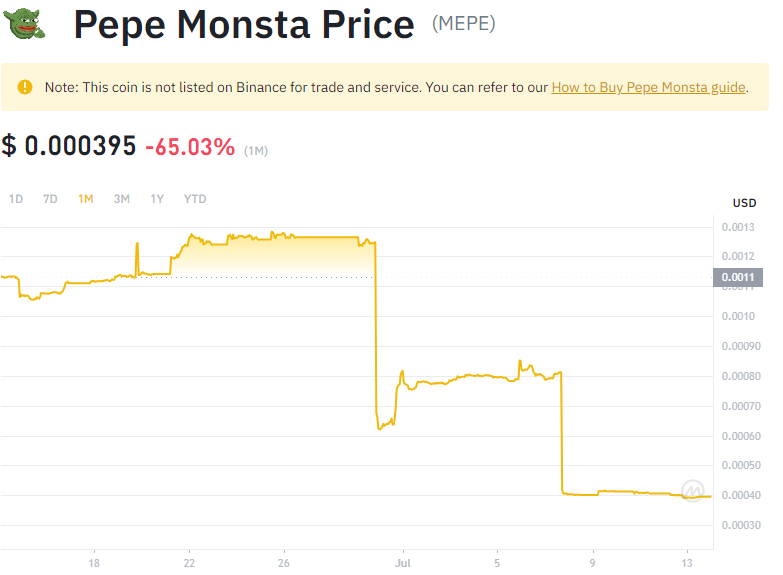 Pepe Monsta Price (MEPE)
Note: This coin is not listed on Binance for trade and service. You can refer to our How to Buy Pepe Monsta guide.
$ 0.000395 -65.03% (1M)
1D 7D 1M 3M 1Y YTD
USD
0.0013
0.0012
0.0011
0.0011
0.0010
0.00090
0.00080
0.00070
0.00060
0.00050
0.00040
0.00030
18 22 26 Jul 5 9 13